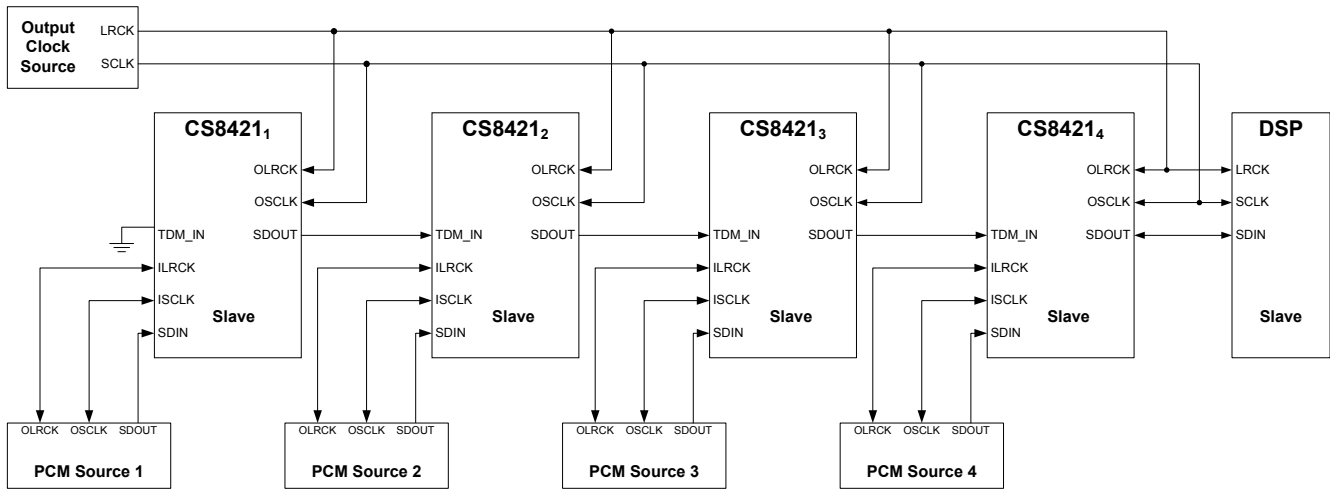 Output
Clock
Source
LRCK
SCLK
CS8421₁
OLRCK
OSCLK
TDM_IN
SDOUT
ILRCK
ISCLK
Slave
SDIN
CS8421₂
OLRCK
OSCLK
TDM_IN
SDOUT
ILRCK
ISCLK
Slave
SDIN
CS8421₃
OLRCK
OSCLK
TDM_IN
SDOUT
ILRCK
ISCLK
Slave
SDIN
CS8421₄
OLRCK
OSCLK
TDM_IN
SDOUT
ILRCK
ISCLK
Slave
SDIN
DSP
LRCK
SCLK
SDIN
Slave
OLRCK OSCLK SDOUT
PCM Source 1
OLRCK OSCLK SDOUT
PCM Source 2
OLRCK OSCLK SDOUT
PCM Source 3
OLRCK OSCLK SDOUT
PCM Source 4